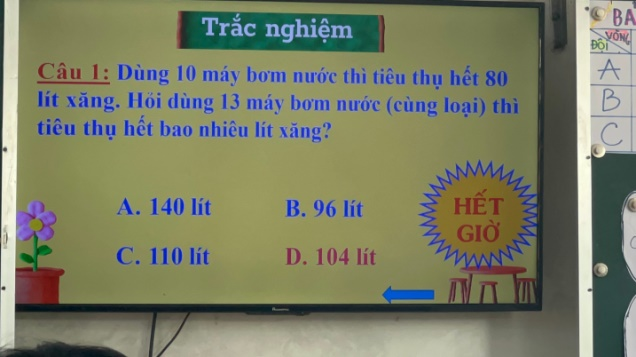 Trắc nghiệm
Câu 1: Dùng 10 máy bơm nước thì tiêu thụ hết 80
lít xăng. Hỏi dùng 13 máy bơm nước (cùng loại) thì
tiêu thụ hết bao nhiêu lít xăng?
A. 140 lít B. 96 lít
C. 110 lít D. 104 lít
HẾT
GIỜ
BA
VÒNG
ĐỘI
A
B
C